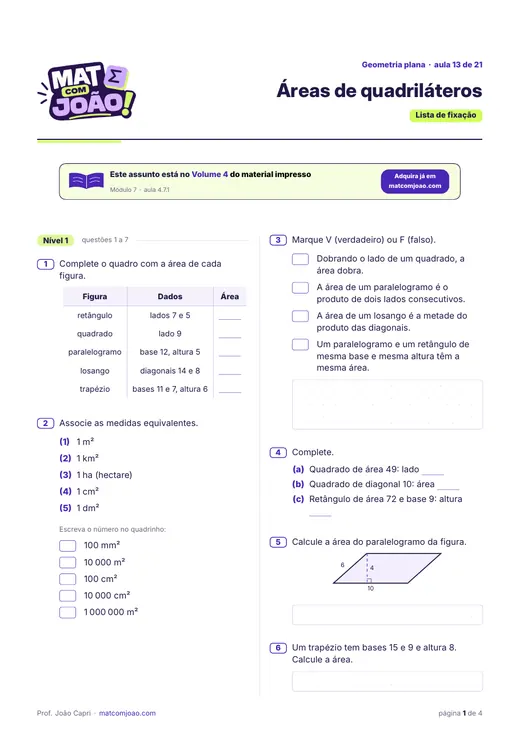 MAT
COM
JOÃO!
Geometria plana · aula 13 de 21
Áreas de quadriláteros
Lista de fixação
Este assunto está no Volume 4 do material impresso
Módulo 7 · aula 4.7.1
Adquira já em
matcomjoao.com
Nível 1 questões 1 a 7
1 Complete o quadro com a área de cada
figura.
Figura Dados Área
retângulo lados 7 e 5 ____
quadrado lado 9 ____
paralelogramo base 12, altura 5 ____
losango diagonais 14 e 8 ____
trapézio bases 11 e 7, altura 6 ____
2 Associe as medidas equivalentes.
(1) 1 m²
(2) 1 km²
(3) 1 ha (hectare)
(4) 1 cm²
(5) 1 dm²
Escreva o número no quadrinho:
100 mm²
10 000 m²
100 cm²
10 000 cm²
1 000 000 m²
3 Marque V (verdadeiro) ou F (falso).
Dobrando o lado de um quadrado, a
área dobra.
A área de um paralelogramo é o
produto de dois lados consecutivos.
A área de um losango é a metade do
produto das diagonais.
Um paralelogramo e um retângulo de
mesma base e mesma altura têm a
mesma área.
4 Complete.
(a) Quadrado de área 49: lado ____
(b) Quadrado de diagonal 10: área ____
(c) Retângulo de área 72 e base 9: altura
____
5 Calcule a área do paralelogramo da figura.
6
4
10
6 Um trapézio tem bases 15 e 9 e altura 8.
Calcule a área.
Prof. João Capri · matcomjoao.com
página 1 de 4